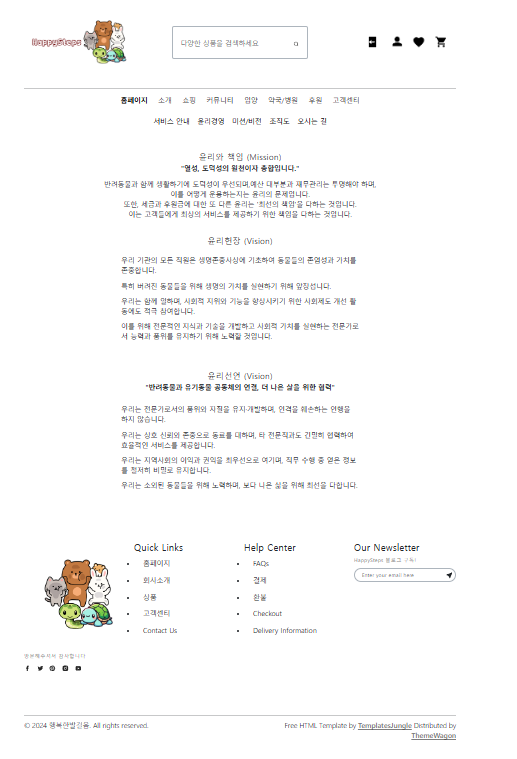 HappySteps
다양한 상품을 검색하세요
홈페이지 소개 쇼핑 커뮤니티 입양 약국/병원 후원 고객센터
서비스 안내 윤리경영 미션/비전 조직도 오시는 길
윤리와 책임 (Mission)
"열성, 도덕성의 원천이자 총합입니다."
반려동물과 함께 생활하기에 도덕성이 우선되며,예산 대부분과 재무관리는 투명해야 하며,
이를 어떻게 운용하는지는 윤리의 문제입니다.
또한, 세금과 후원금에 대한 또 다른 윤리는 '최선의 책임'을 다하는 것입니다.
이는 고객들에게 최상의 서비스를 제공하기 위한 책임을 다하는 것입니다.
윤리헌장 (Vision)
우리 기관의 모든 직원은 생명존중사상에 기초하여 동물들의 존엄성과 가치를
존중합니다.
특히 버려진 동물들을 위해 생명의 가치를 실현하기 위해 앞장섭니다.
우리는 함께 일하며, 사회적 지위와 기능을 향상시키기 위한 사회제도 개선 활
동에도 적극 참여합니다.
이를 위해 전문적인 지식과 기술을 개발하고 사회적 가치를 실현하는 전문가로
서 능력과 품위를 유지하기 위해 노력할 것입니다.
윤리선언 (Vision)
"반려동물과 유기동물 공동체의 연결, 더 나은 삶을 위한 협력"
우리는 전문가로서의 품위와 자질을 유지·개발하며, 인격을 훼손하는 언행을
하지 않습니다.
우리는 상호 신뢰와 존중으로 동료를 대하며, 타 전문직과도 긴밀히 협력하여
효율적인 서비스를 제공합니다.
우리는 지역사회의 이익과 권익을 최우선으로 여기며, 직무 수행 중 얻은 정보
를 철저히 비밀로 유지합니다.
우리는 소외된 동물들을 위해 노력하며, 보다 나은 삶을 위해 최선을 다합니다.
Quick Links
홈페이지
회사소개
상품
고객센터
Contact Us
Help Center
FAQs
결제
환불
Checkout
Delivery Information
Our Newsletter
HappySteps 블로그 구독!
Enter your email here
방문해주셔서 감사합니다
© 2024 행복한발걸음. All rights reserved.
Free HTML Template by TemplatesJungle Distributed by
ThemeWagon